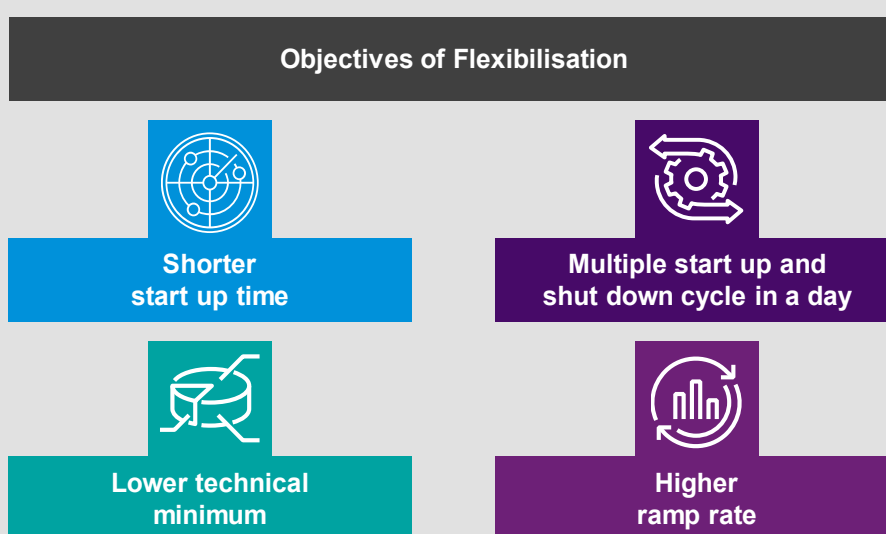 Objectives of Flexibilisation
Shorter
start up time
Multiple start up and
shut down cycle in a day
Lower technical
minimum
Higher
ramp rate